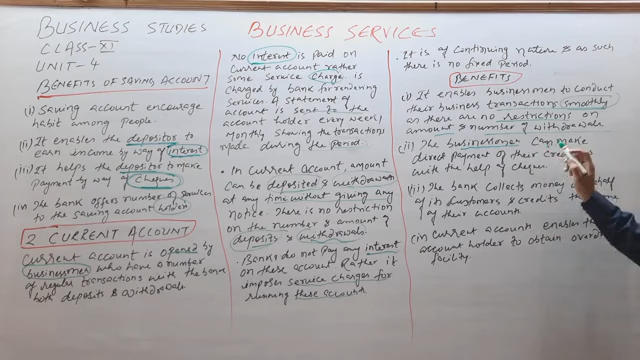 BUSINESS STUDIES
CLASS-XI
UNIT-4
BENEFITS OF SAVING ACCOUNT?
(i) Saving account encourage
habit among people.
(ii) It enables the depositor to
earn income by way of interest
(iii) It helps the depositor to make
Payment by way of Cheques
(iv The Bank offers number of Services
to the saving account holders
2 CURRENT ACCOUNT
Current account is opened by
businessmen who have a number
of regular transactions with the bank
both deposits & withdrawals
BUSINESS SERVICES
No interest is paid on
Current account rather
Some Service Charge is
Charged by bank for rendering
Services. A statement of
account is sent to the
account holder every week/
Monthly showing the transactions
made during the Period.
• In Current Account, amount
Can be deposited & withdrawn
at any time without giving any
Notice. There is no restriction
on the number & amount of
deposits & withdrawals.
• Banks do not Pay any interest
on these account Rather it
imposes service charges for
running these account
• It is of Continuing nature & as such
there is no fixed period.
BENEFITS
(i) It enables businessmen to conduct
their business transactions smoothly
as there are no restrictions on
amount & number of withdrawals
(ii) The businessmen Can make
direct payment of their
with the help of cheque.
(iii) The Bank Collects money
of its Customers & Credits
of their account.
(iv Current account enables the
account holder to obtain
facility.